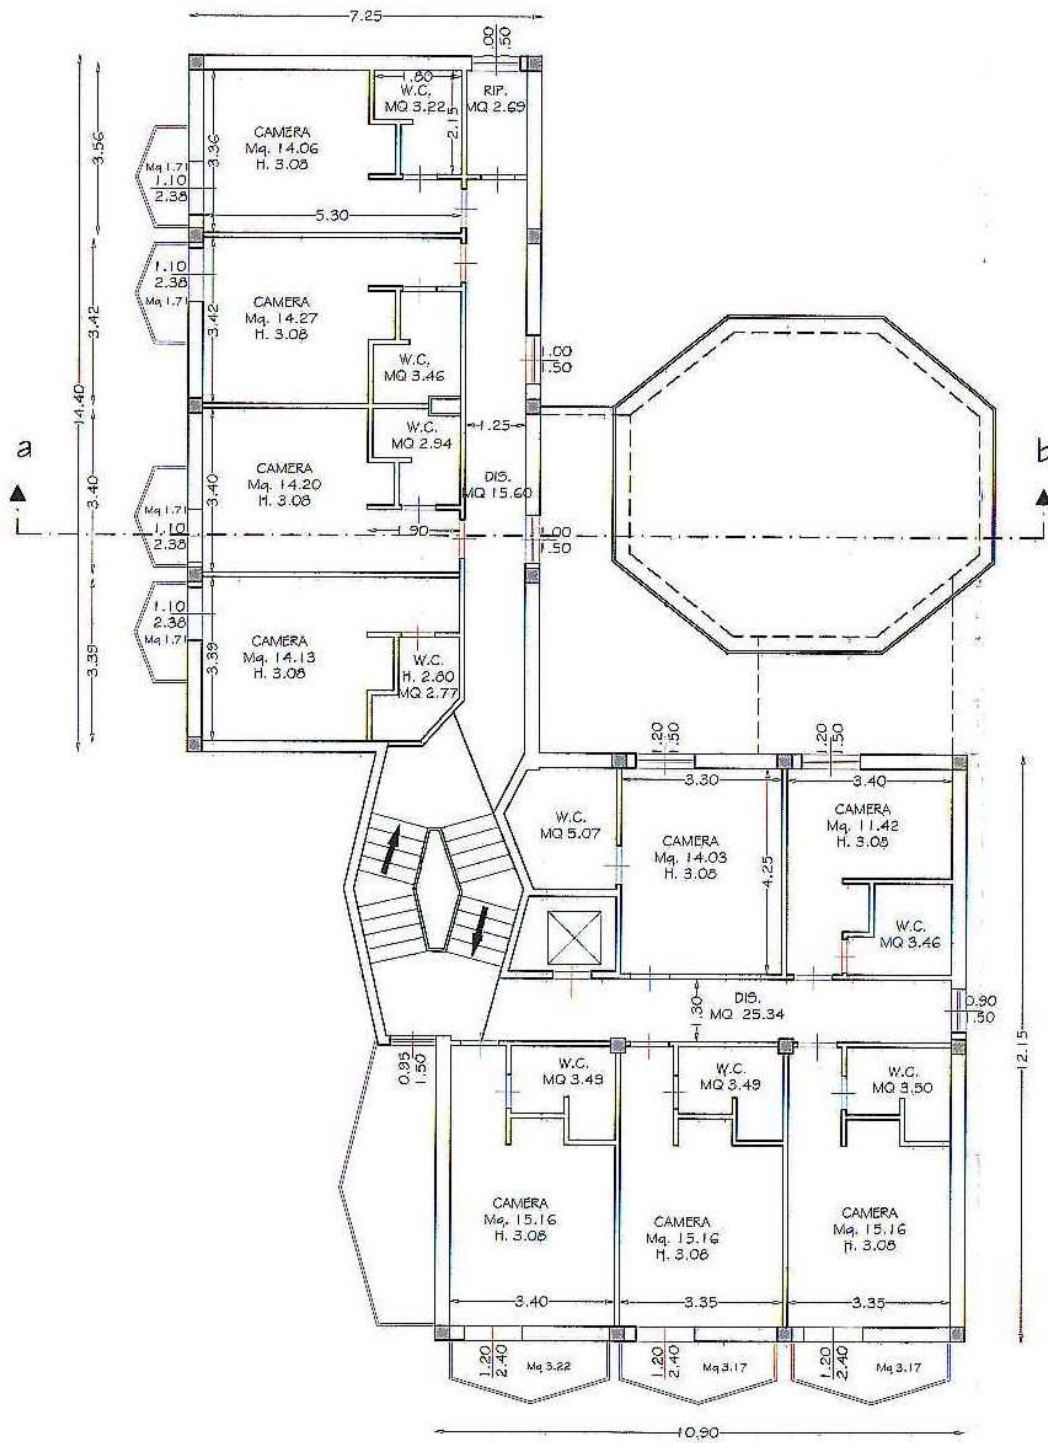 7.25
1.00
1.50
1.80
W.C.
MQ 3.22
2.15
RIP.
MQ 2.69
CAMERA
Mq. 14.06
H. 3.08
3.96
3.56
Mq 1.71
1.10
2.38
5.30
1.10
2.38
Mq 1.71
CAMERA
Mq. 14.27
H. 3.08
3.42
3.42
W.C.
MQ 3.46
1.00
1.50
14.40
W.C.
MQ 2.94
1.25
a
b
CAMERA
Mq. 14.20
H. 3.08
3.40
3.40
DIS.
MQ 15.60
Mq 1.71
1.10
2.38
1.90
1.00
1.50
1.10
2.38
Mq 1.71
CAMERA
Mq. 14.13
H. 3.08
3.39
3.39
W.C.
H. 2.80
MQ 2.77
1.20
1.50
1.20
1.50
3.30
3.40
W.C.
MQ 5.07
CAMERA
Mq. 14.03
H. 3.08
4.25
CAMERA
Mq. 11.42
H. 3.08
W.C.
MQ 3.46
DIS.
MQ 25.34
1.30
0.90
1.50
12.15
0.95
1.50
W.C.
MQ 3.49
W.C.
MQ 3.49
W.C.
MQ 3.50
CAMERA
Mq. 15.16
H. 3.08
CAMERA
Mq. 15.16
H. 3.08
CAMERA
Mq. 15.16
H. 3.08
3.40
3.35
3.35
1.20
2.40
Mq 3.22
1.20
2.40
Mq 3.17
1.20
2.40
Mq 3.17
10.90